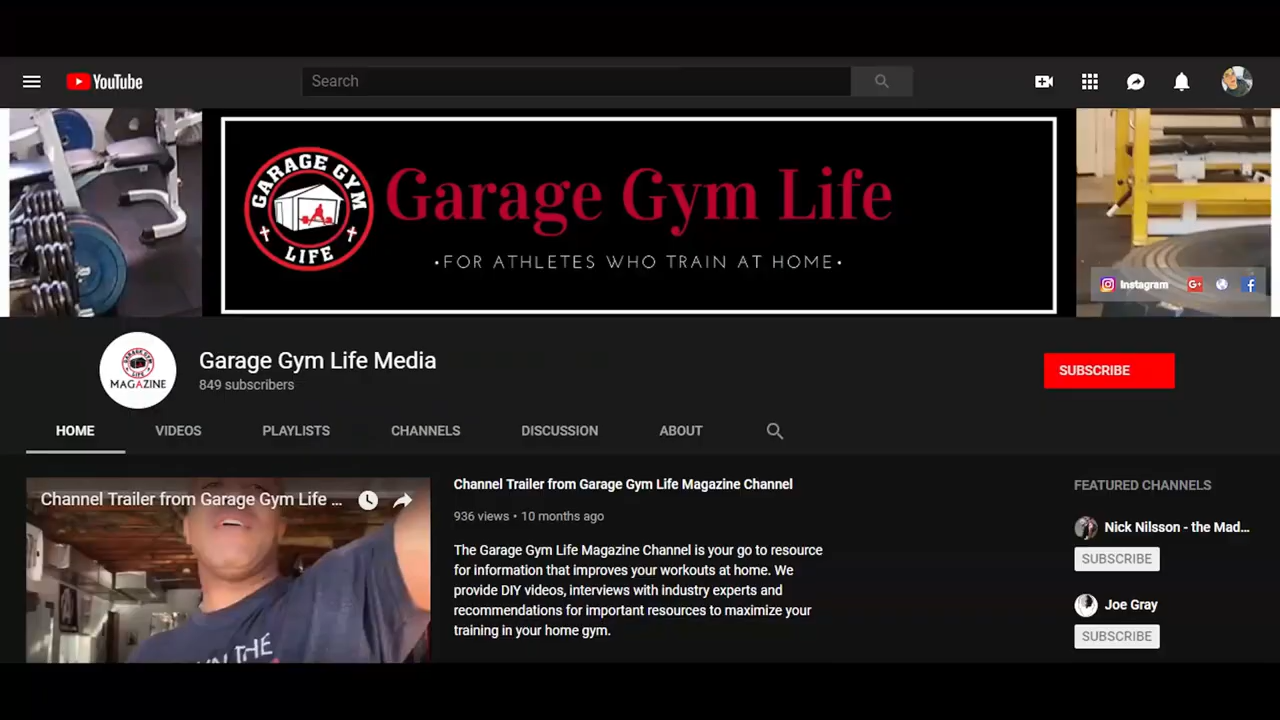 YouTube
Search
GARAGE GYM
LIFE
Garage Gym Life
•FOR ATHLETES WHO TRAIN AT HOME•
Instagram
G+
f
GARAGE GYM
LIFE
MAGAZINE
Garage Gym Life Media
849 subscribers
SUBSCRIBE
HOME VIDEOS PLAYLISTS CHANNELS DISCUSSION ABOUT
Channel Trailer from Garage Gym Life ...
Channel Trailer from Garage Gym Life Magazine Channel
936 views • 10 months ago
The Garage Gym Life Magazine Channel is your go to resource
for information that improves your workouts at home. We
provide DIY videos, interviews with industry experts and
recommendations for important resources to maximize your
training in your home gym.
THE
FEATURED CHANNELS
Nick Nilsson - the Mad...
SUBSCRIBE
Joe Gray
SUBSCRIBE